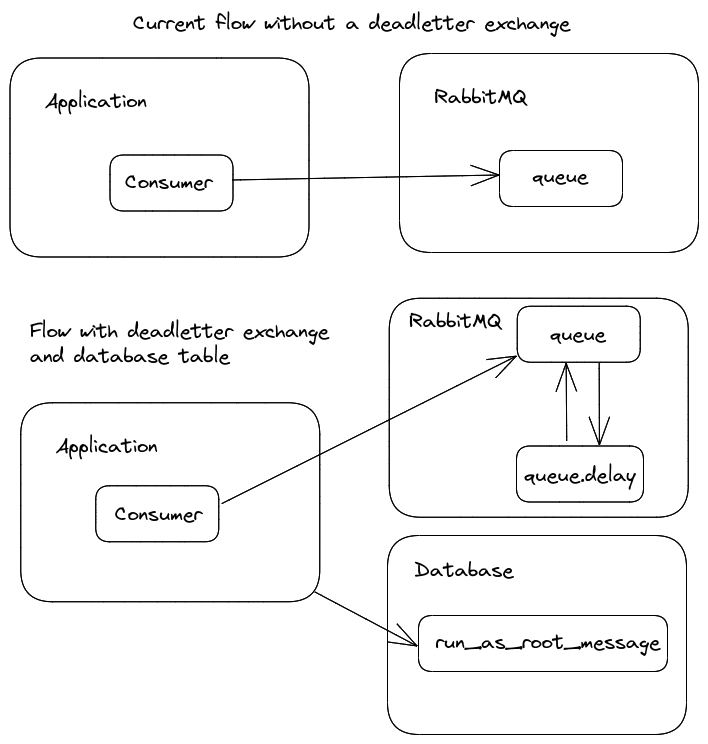 Current flow without a deadletter exchange
Application
RabbitMQ
Consumer
queue
Flow with deadletter exchange
and database table
RabbitMQ
queue
Application
queue.delay
Consumer
Database
run_as_root_message